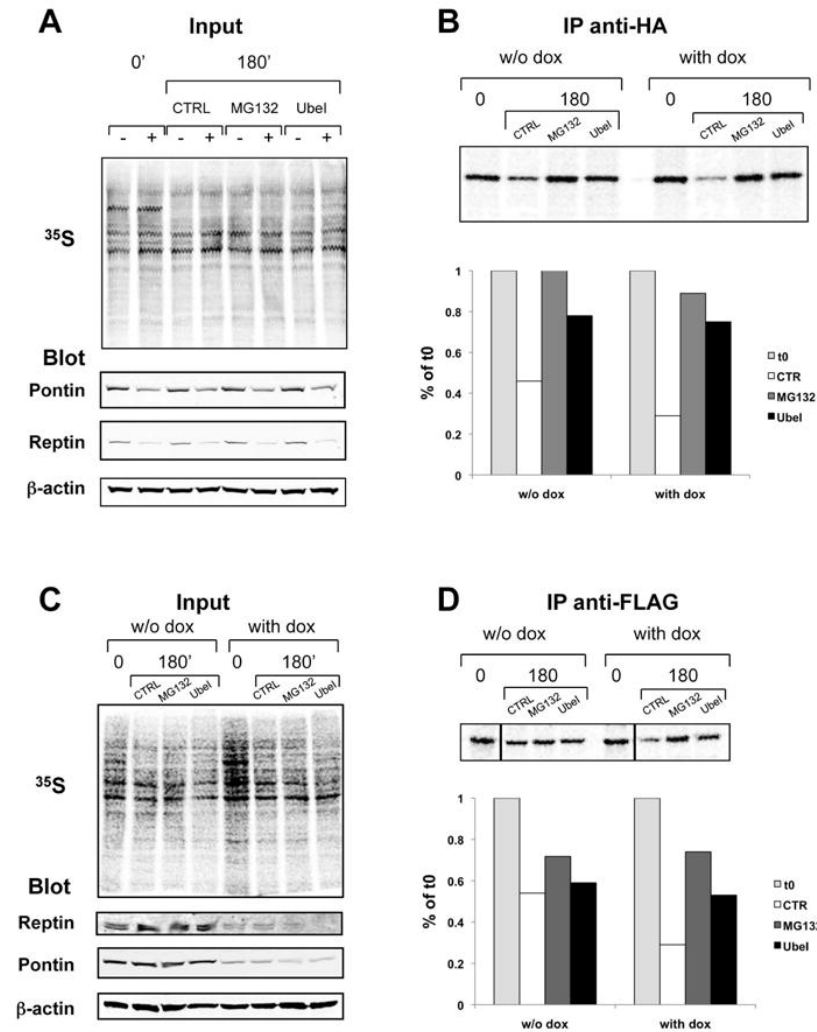 A
Input
0' 180'
CTRL MG132 UbeI
- + - + - + - +
35S
Blot
Pontin
Reptin
β-actin
B
IP anti-HA
w/o dox with dox
0 180 0 180
CTRL MG132 UbeI CTRL MG132 UbeI
1
0.8
0.6
0.4
0.2
0
% of t0
w/o dox with dox
t0
CTR
MG132
UbeI
C
Input
w/o dox with dox
0 180' 0 180'
CTRL MG132 UbeI CTRL MG132 UbeI
35S
Blot
Reptin
Pontin
β-actin
D
IP anti-FLAG
w/o dox with dox
0 180 0 180
CTRL MG132 UbeI CTRL MG132 UbeI
1
0.8
0.6
0.4
0.2
0
% of t0
w/o dox with dox
t0
CTR
MG132
UbeI